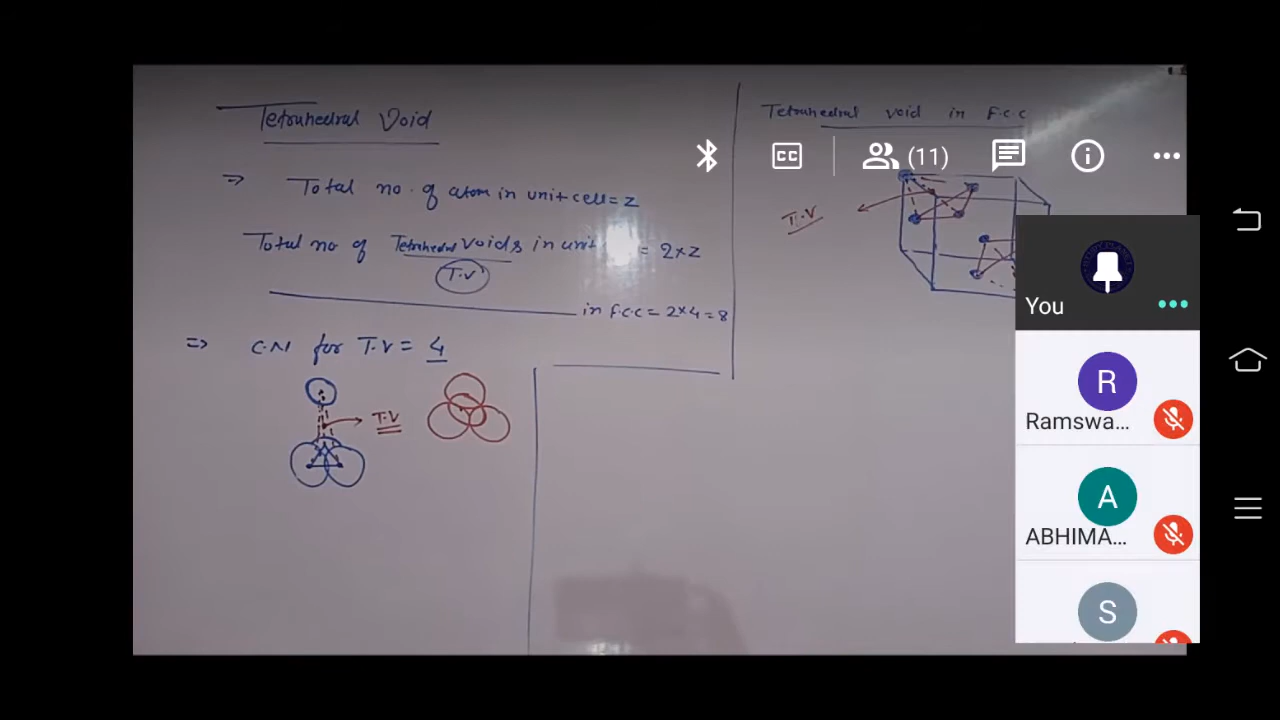 Tetrahedral Void
⇒ Total no. of atom in unit cell = Z
Total no of Tetrahedral voids in unit = 2×Z
T.V
in f.c.c = 2×4 = 8
⇒ C.N for T.V = 4
T.V
Tetrahedral void in F.C.C
T.V
CC
(11)
You
Ramswa...
R
ABHIMA...
A
S